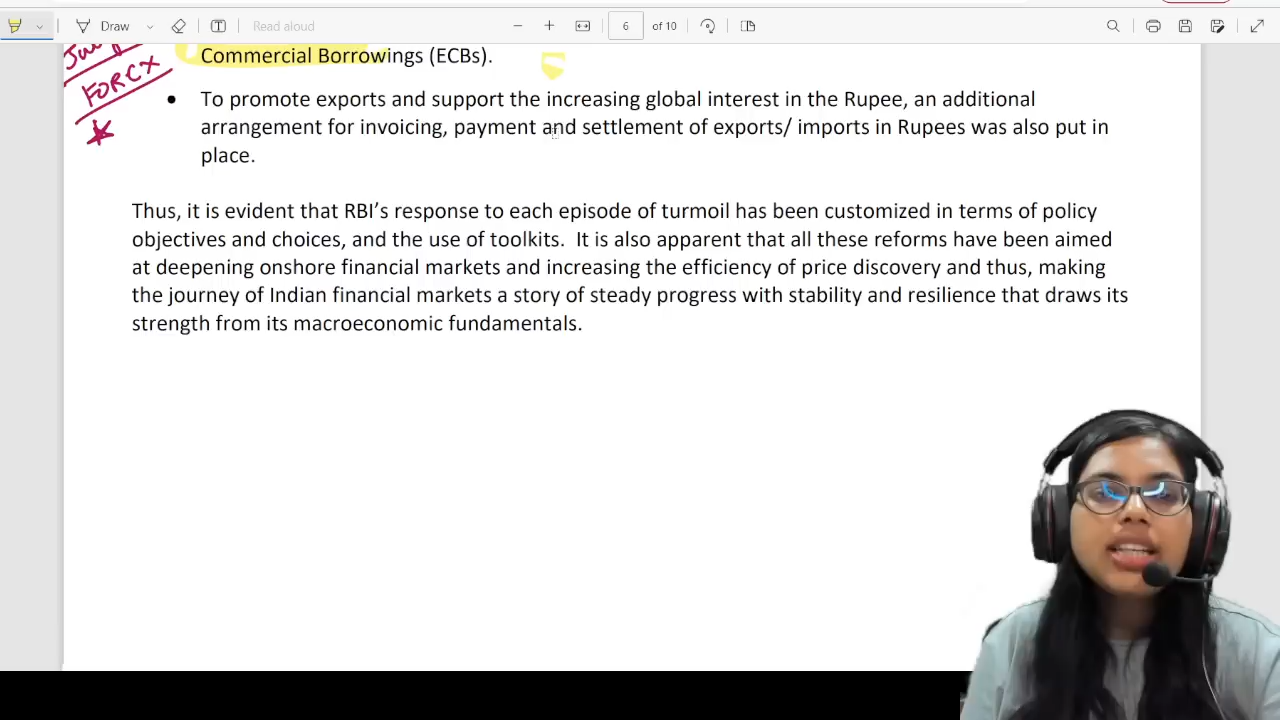 Draw
Read aloud
6
of 10
Commercial Borrowings (ECBs).
FORCX
• To promote exports and support the increasing global interest in the Rupee, an additional
arrangement for invoicing, payment and settlement of exports/ imports in Rupees was also put in
place.
Thus, it is evident that RBI’s response to each episode of turmoil has been customized in terms of policy
objectives and choices, and the use of toolkits.  It is also apparent that all these reforms have been aimed
at deepening onshore financial markets and increasing the efficiency of price discovery and thus, making
the journey of Indian financial markets a story of steady progress with stability and resilience that draws its
strength from its macroeconomic fundamentals.